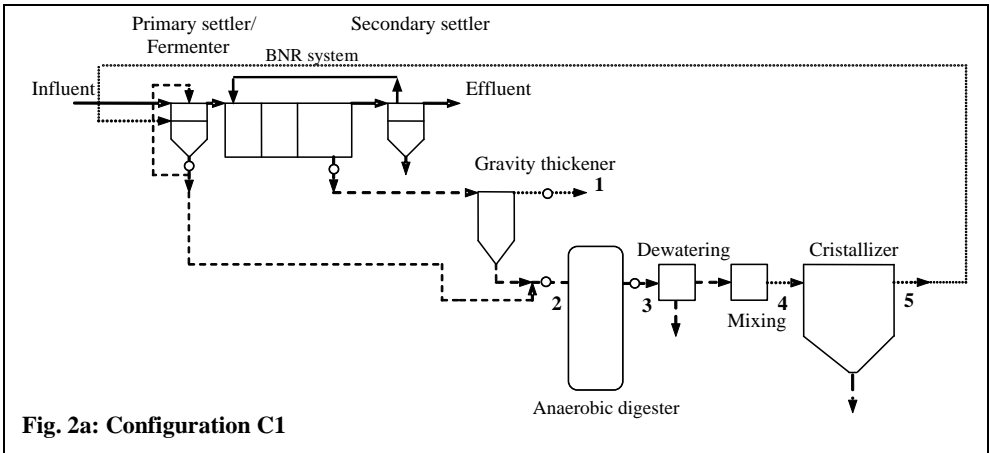 Primary settler/
Fermenter
Secondary settler
BNR system
Influent
Effluent
Gravity thickener
1
Dewatering
Cristallizer
2
3
4
5
Mixing
Anaerobic digester
Fig. 2a: Configuration C1